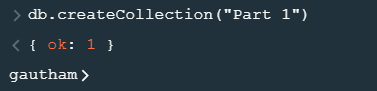 > db.createCollection("Part 1")
< { ok: 1 }
gautham>